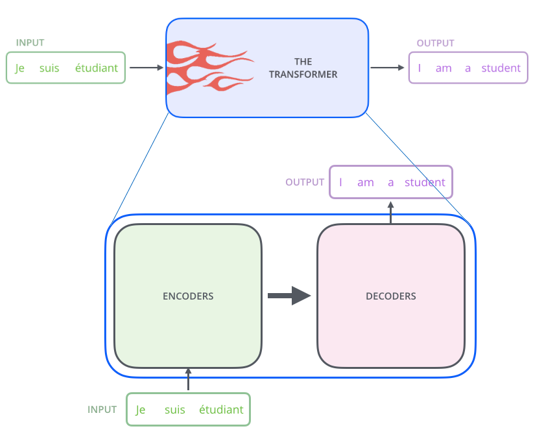 INPUT
Je suis étudiant
THE
TRANSFORMER
OUTPUT
I am a student
OUTPUT
I am a student
ENCODERS
DECODERS
INPUT
Je suis étudiant